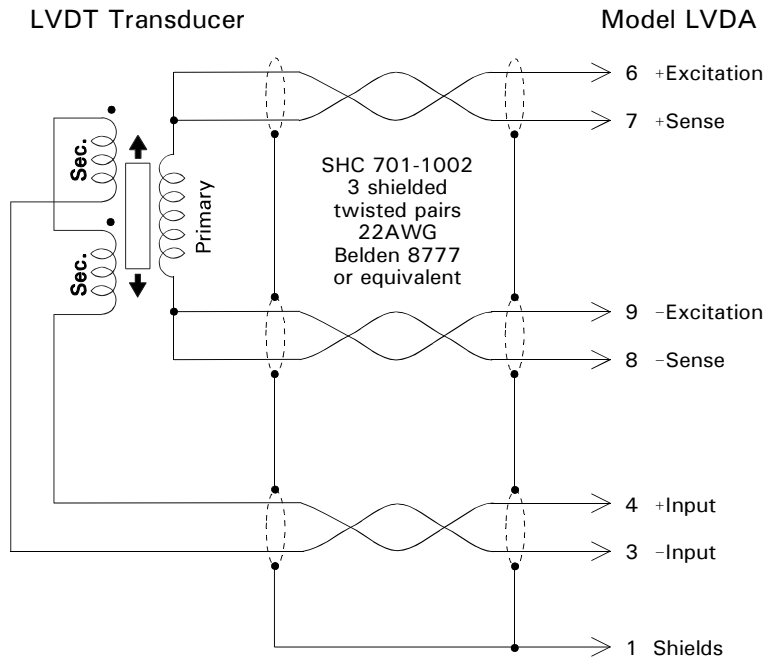 LVDT Transducer
Model LVDA
6 +Excitation
7 +Sense
Sec.
Sec.
Primary
SHC 701-1002
3 shielded
twisted pairs
22AWG
Belden 8777
or equivalent
9 −Excitation
8 −Sense
4 +Input
3 −Input
1 Shields